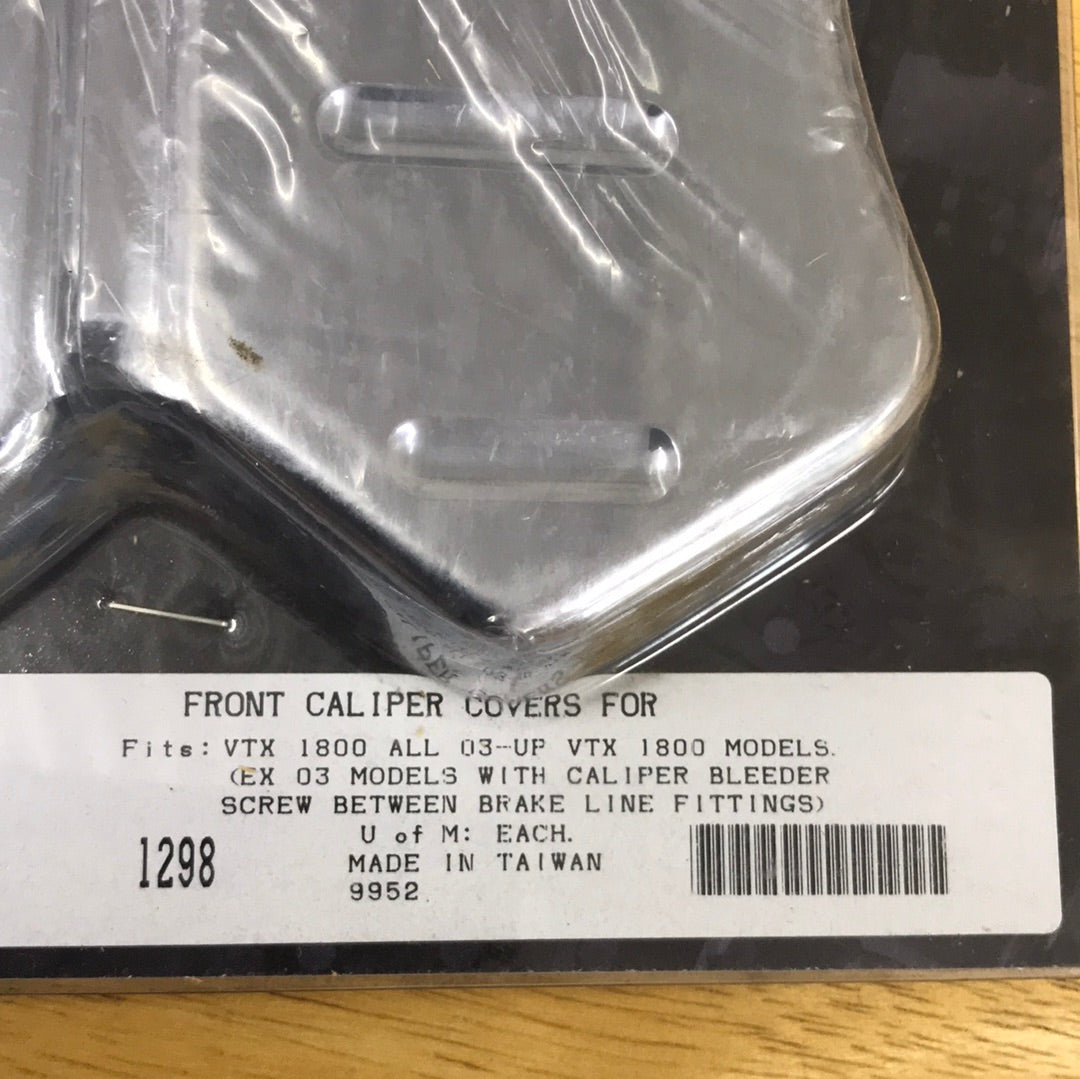 FRONT CALIPER COVERS FOR
Fits: VTX 1800 ALL 03-UP VTX 1800 MODELS.
(EX 03 MODELS WITH CALIPER BLEEDER
SCREW BETWEEN BRAKE LINE FITTINGS)
U of M: EACH.
1298
MADE IN TAIWAN
9952